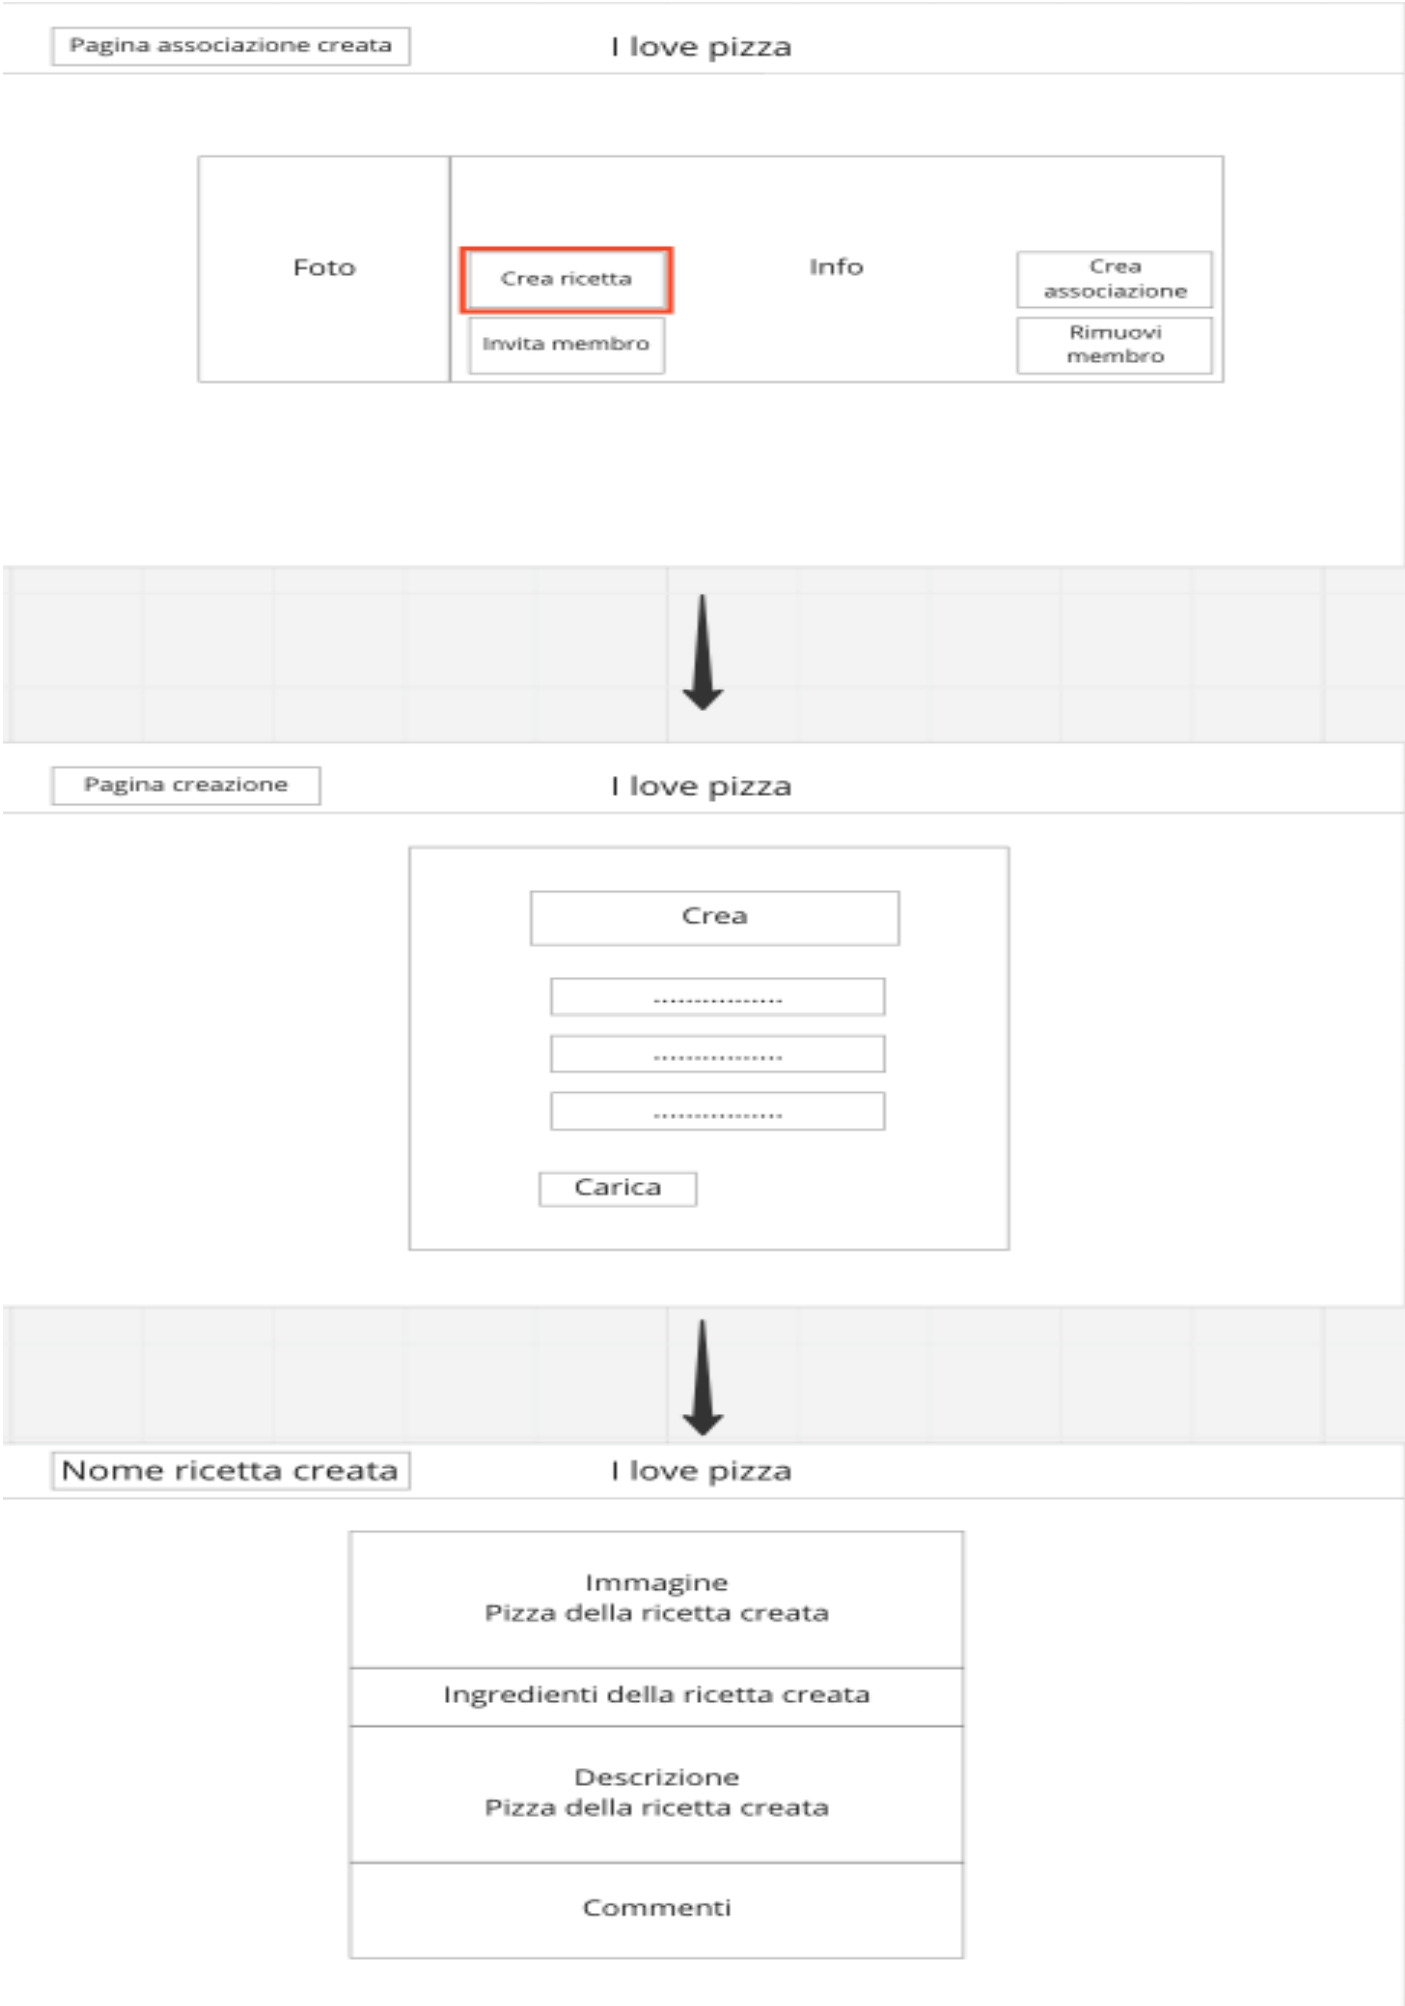 Pagina associazione creata
I love pizza
Foto
Crea ricetta
Invita membro
Info
Crea
associazione
Rimuovi
membro
Pagina creazione
I love pizza
Crea
................
................
................
Carica
Nome ricetta creata
I love pizza
Immagine
Pizza della ricetta creata
Ingredienti della ricetta creata
Descrizione
Pizza della ricetta creata
Commenti